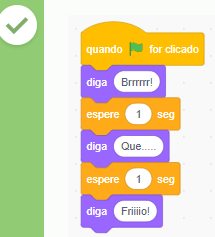 quando for clicado
diga Brrrrrr!
espere 1 seg
diga Que.....
espere 1 seg
diga Friiiio!